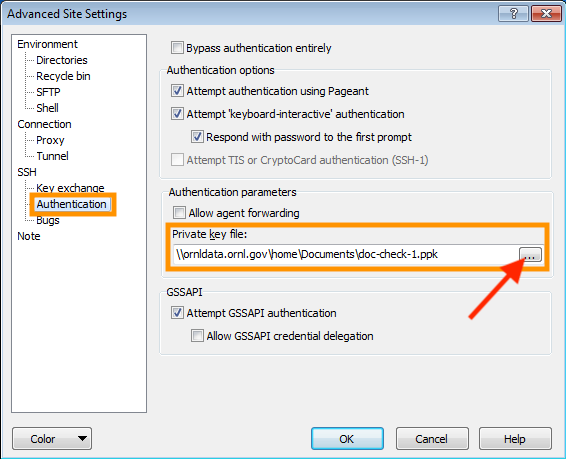 Advanced Site Settings
Environment
Directories
Recycle bin
SFTP
Shell
Connection
Proxy
Tunnel
SSH
Key exchange
Authentication
Bugs
Note
Bypass authentication entirely
Authentication options
Attempt authentication using Pageant
Attempt 'keyboard-interactive' authentication
Respond with password to the first prompt
Attempt TIS or CryptoCard authentication (SSH-1)
Authentication parameters
Allow agent forwarding
Private key file:
\\ornldata.ornl.gov\home\Documents\doc-check-1.ppk
...
GSSAPI
Attempt GSSAPI authentication
Allow GSSAPI credential delegation
Color
OK
Cancel
Help